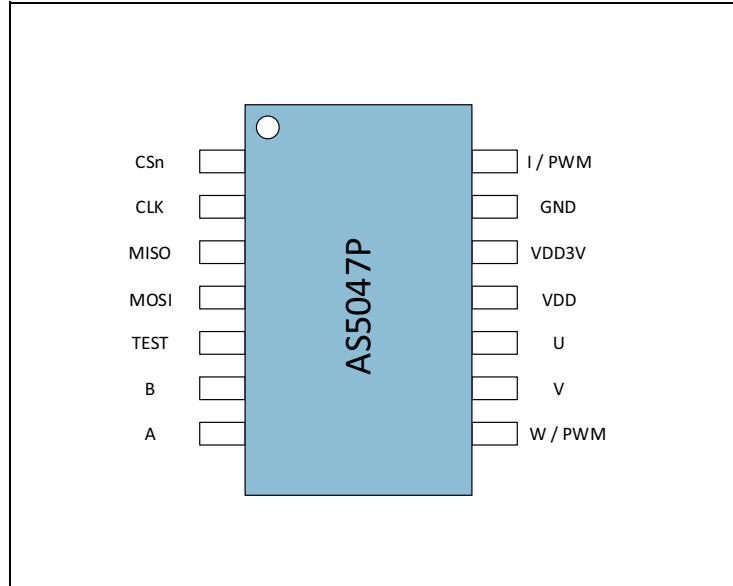 CSn
CLK
MISO
MOSI
TEST
B
A
AS5047P
I / PWM
GND
VDD3V
VDD
U
V
W / PWM